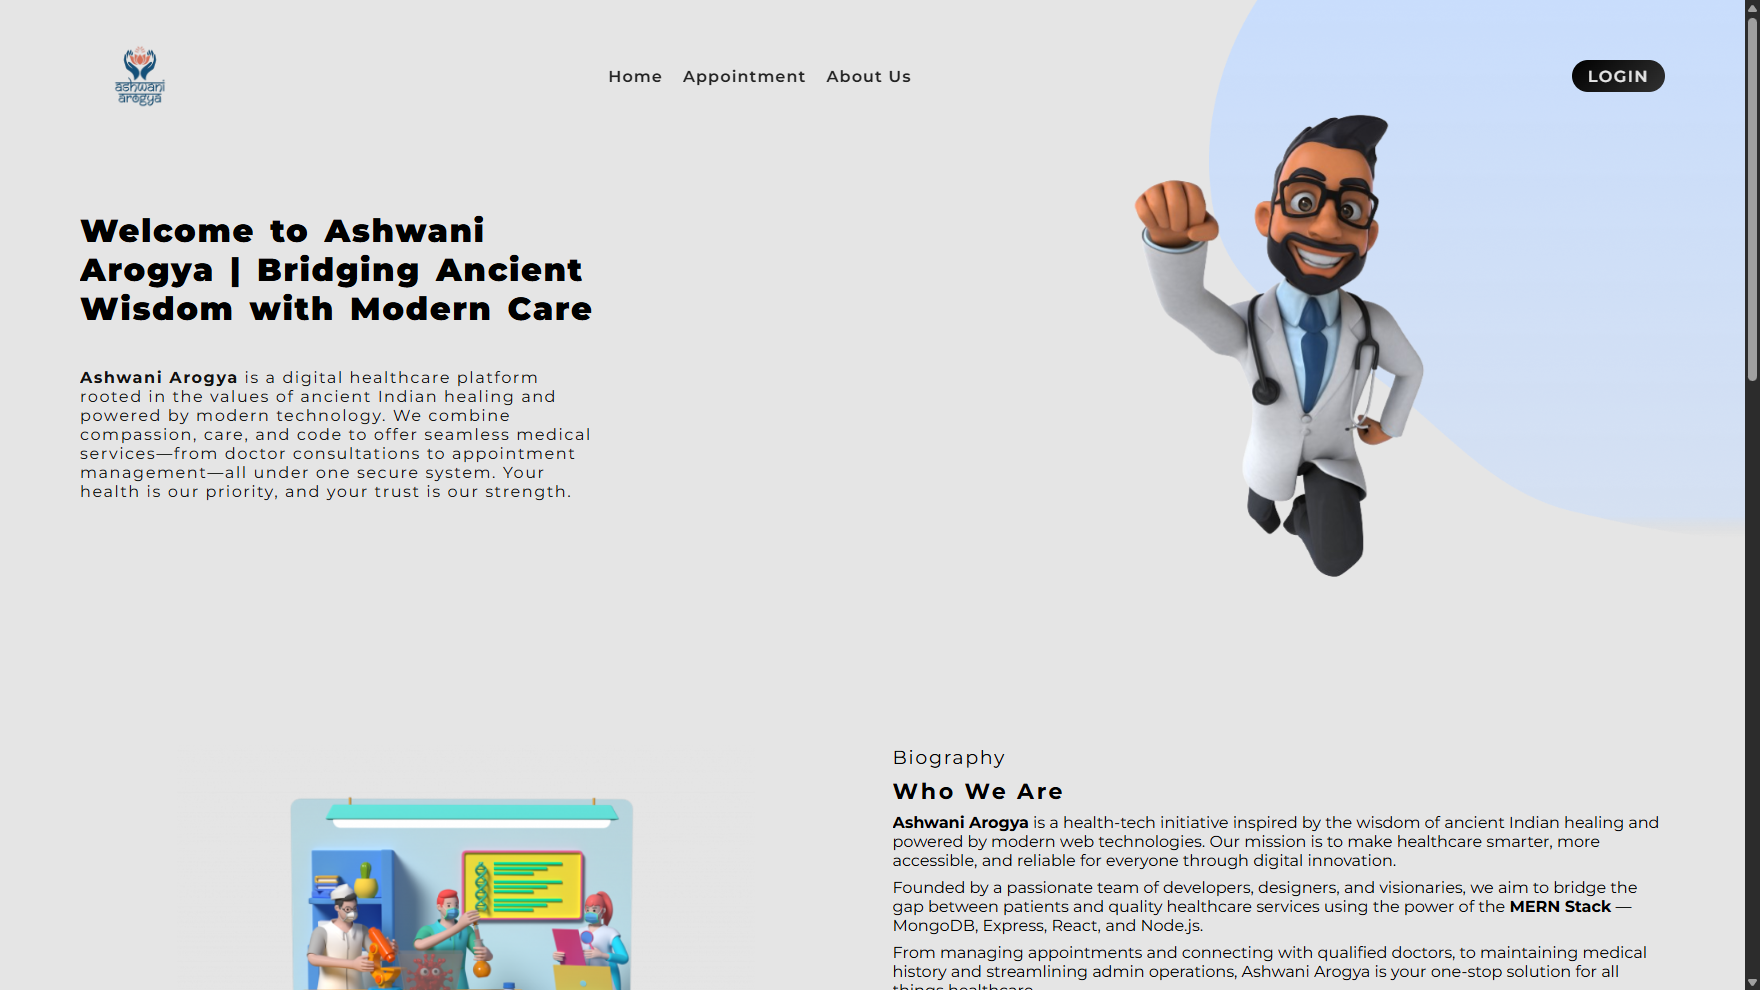 ashwani
arogya
Home Appointment About Us
LOGIN
Welcome to Ashwani
Arogya | Bridging Ancient
Wisdom with Modern Care
Ashwani Arogya is a digital healthcare platform
rooted in the values of ancient Indian healing and
powered by modern technology. We combine
compassion, care, and code to offer seamless medical
services—from doctor consultations to appointment
management—all under one secure system. Your
health is our priority, and your trust is our strength.
Biography
Who We Are
Ashwani Arogya is a health-tech initiative inspired by the wisdom of ancient Indian healing and
powered by modern web technologies. Our mission is to make healthcare smarter, more
accessible, and reliable for everyone through digital innovation.
Founded by a passionate team of developers, designers, and visionaries, we aim to bridge the
gap between patients and quality healthcare services using the power of the MERN Stack —
MongoDB, Express, React, and Node.js.
From managing appointments and connecting with qualified doctors, to maintaining medical
history and streamlining admin operations, Ashwani Arogya is your one-stop solution for all
things healthcare.